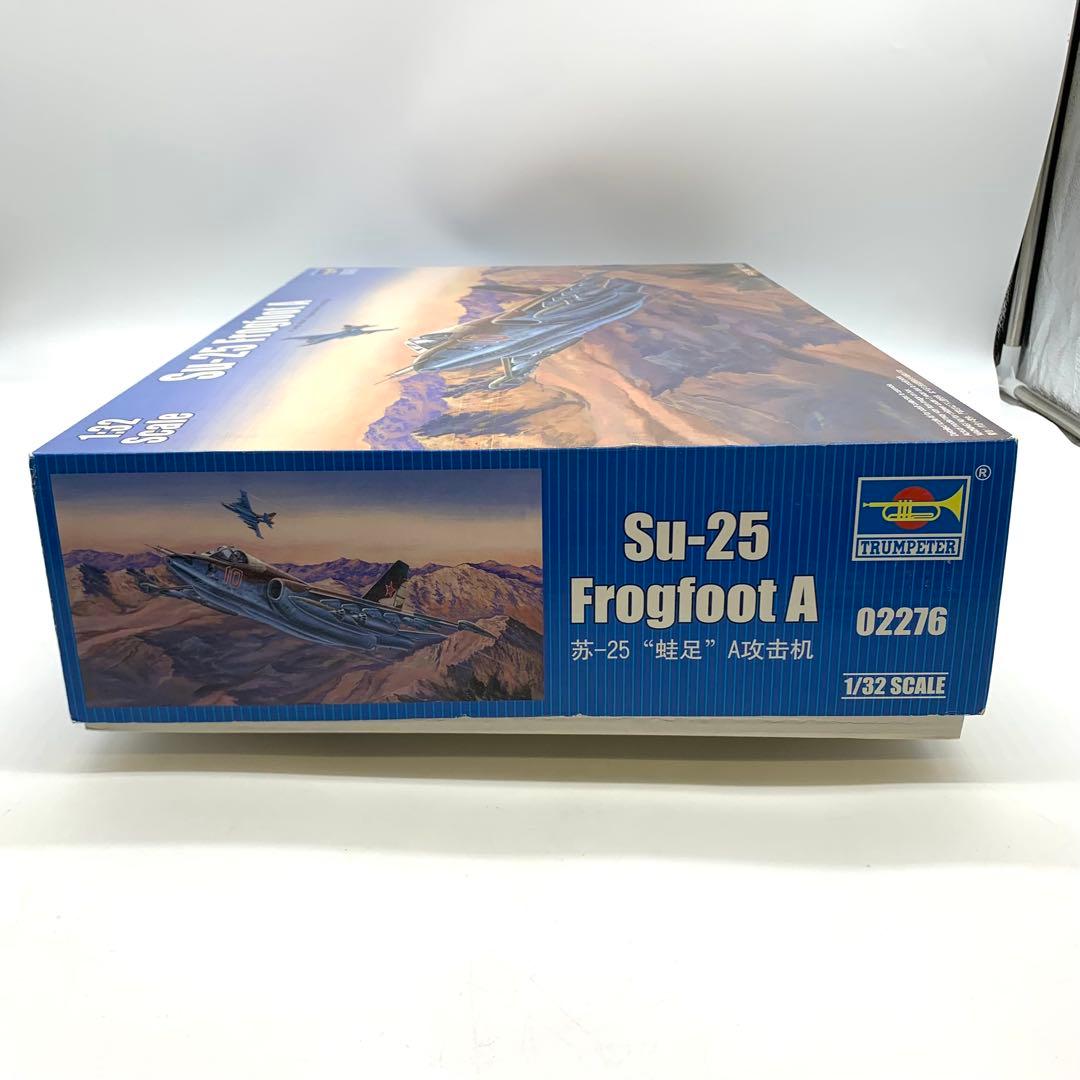 Su-25 Frogfoot A
1:32
Scale
Su-25
Frogfoot A
苏-25“蛙足”A攻击机
TRUMPETER
®
02276
1/32 SCALE
10